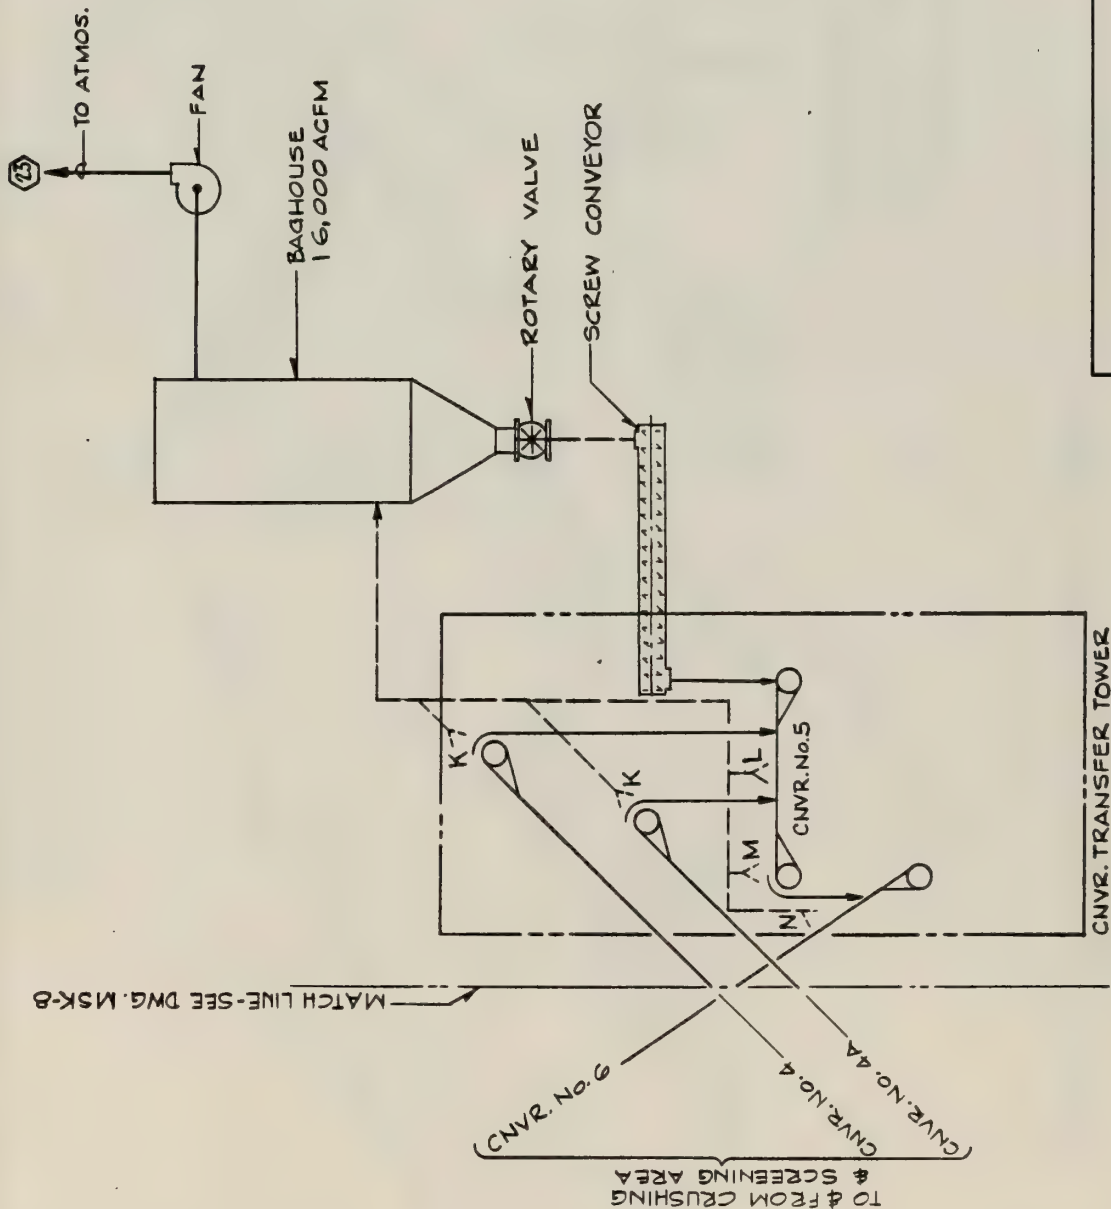 23
TO ATMOS.
FAN
BAGHOUSE
16,000 ACFM
ROTARY VALVE
SCREW CONVEYOR
K
K
L
CNVR. No.5
M
N
CNVR. TRANSFER TOWER
MATCH LINE-SEE DWG. MSK-8
CNVR. No. 6
CNVR. No. 4
CNVR. No. 4A
TO & FROM CRUSHING
& SCREENING AREA